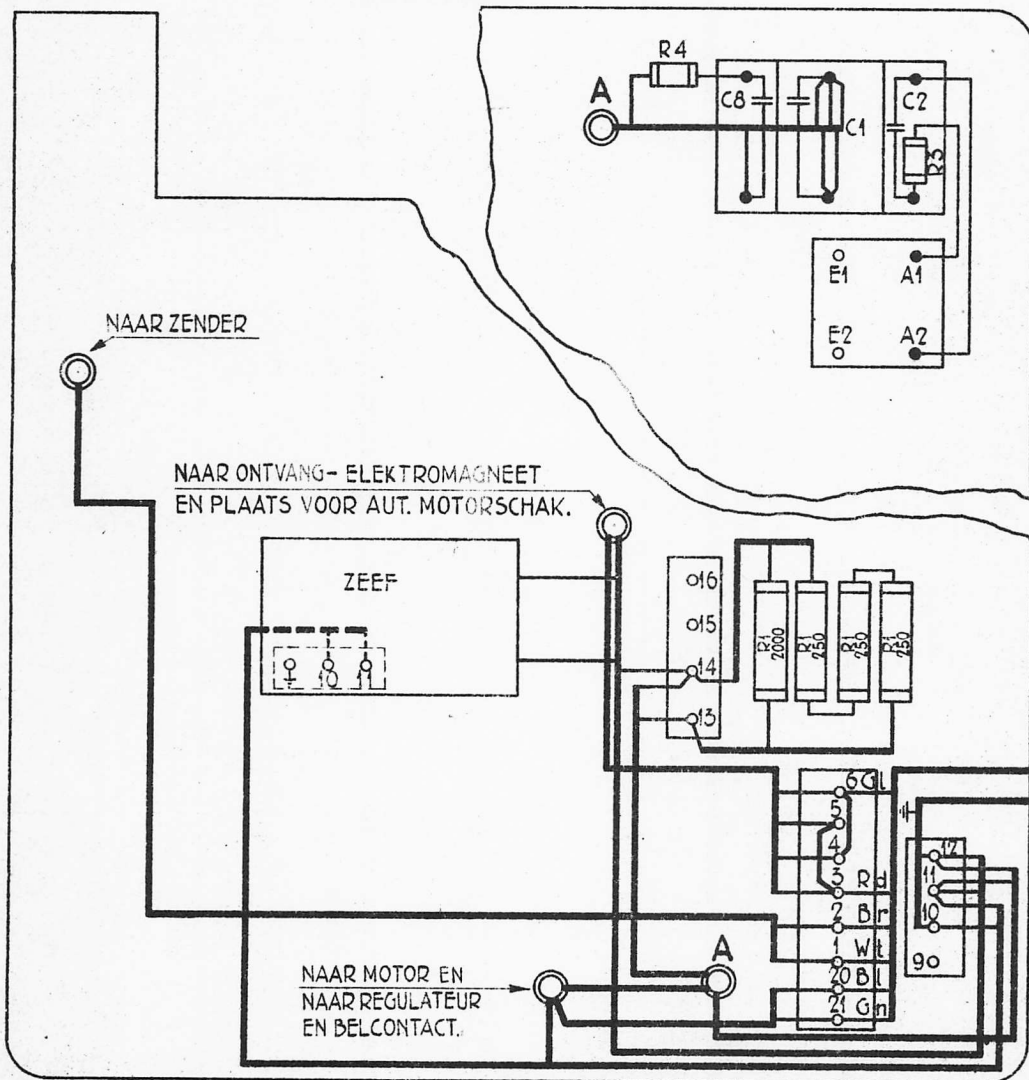 R4
A
C8
C1
C2
R3
E1
A1
E2
A2
NAAR ZENDER
NAAR ONTVANG-ELEKTROMAGNEET
EN PLAATS VOOR AUT. MOTORSCHAK.
ZEEF
10
11
16
15
14
13
R1
2000
R1
250
R1
250
R1
250
6 Gl
5
4
3 Rd
2 Br
1 Wt
20 Bl
21 Gn
12
11
10
9
A
NAAR MOTOR EN
NAAR REGULATEUR
EN BELCONTACT.